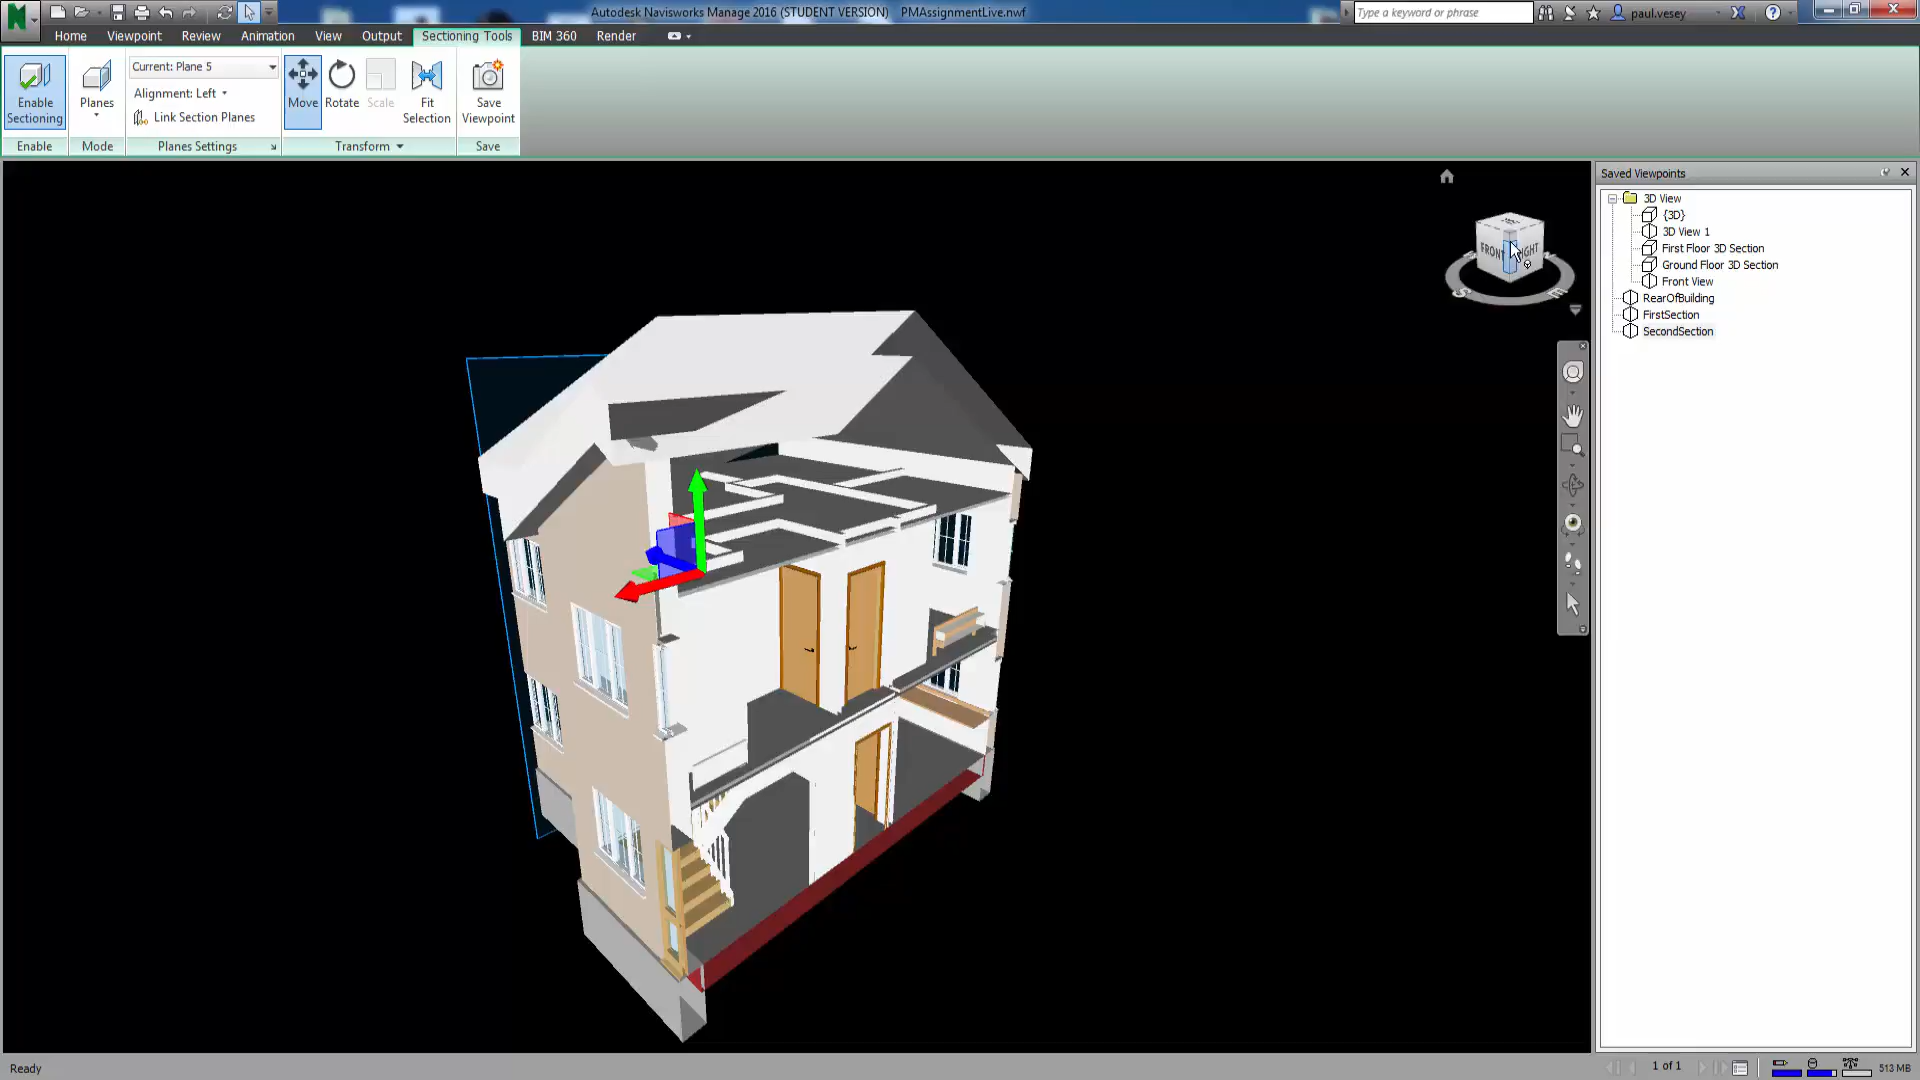 Autodesk Navisworks Manage 2016 (STUDENT VERSION) PMAssignmentLive.nwf
Type a keyword or phrase
paul.vesey
Home Viewpoint Review Animation View Output Sectioning Tools BIM 360 Render
Enable Sectioning
Planes
Current: Plane 5
Alignment: Left
Link Section Planes
Move Rotate Scale
Fit Selection
Save Viewpoint
Enable Mode Planes Settings Transform Save
Saved Viewpoints
3D View
{3D}
3D View 1
First Floor 3D Section
Ground Floor 3D Section
Front View
RearOfBuilding
FirstSection
SecondSection
FRONT
S E
Ready
1 of 1
513 MB